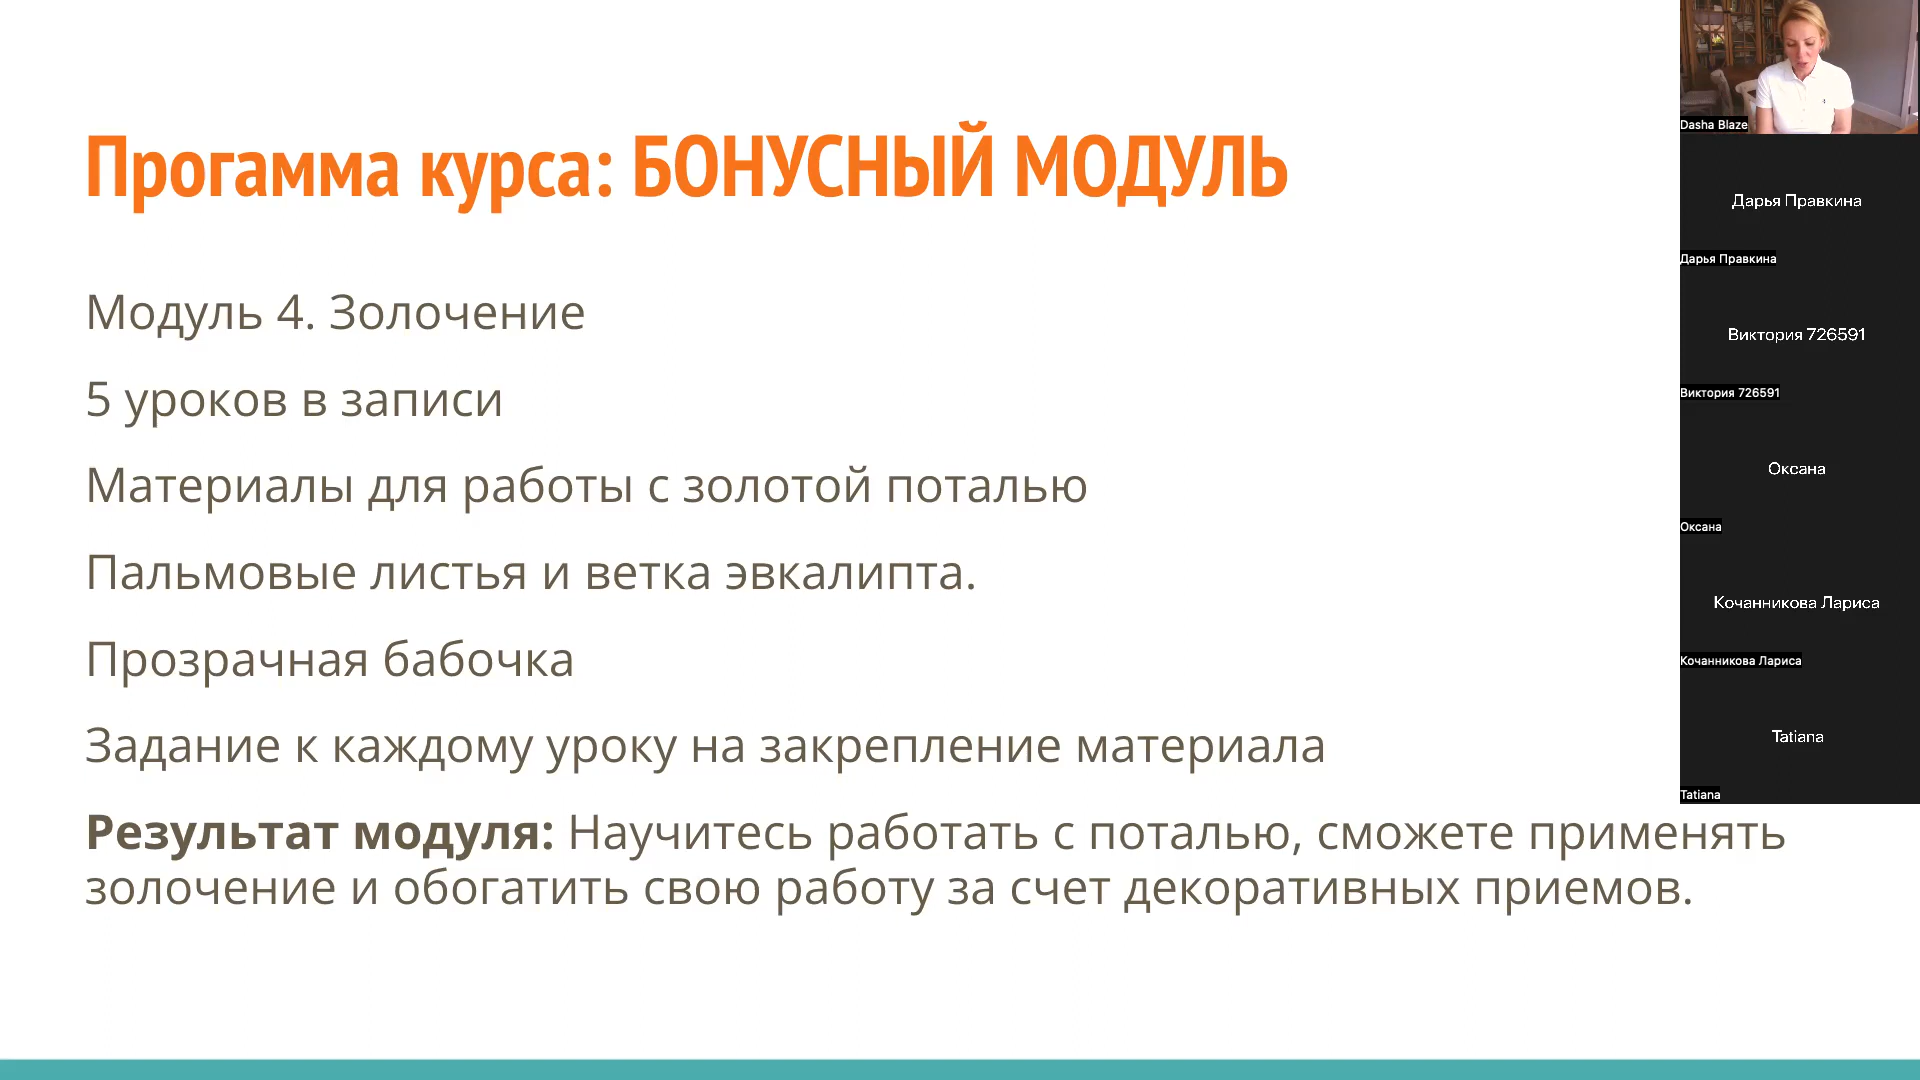 Прогамма курса: БОНУСНЫЙ МОДУЛЬ
Модуль 4. Золочение
5 уроков в записи
Материалы для работы с золотой поталью
Пальмовые листья и ветка эвкалипта.
Прозрачная бабочка
Задание к каждому уроку на закрепление материала
Результат модуля: Научитесь работать с поталью, сможете применять
золочение и обогатить свою работу за счет декоративных приемов.
Dasha Blaze
Дарья Правкина
Дарья Правкина
Виктория 726591
Виктория 726591
Оксана
Оксана
Кочанникова Лариса
Кочанникова Лариса
Tatiana
Tatiana